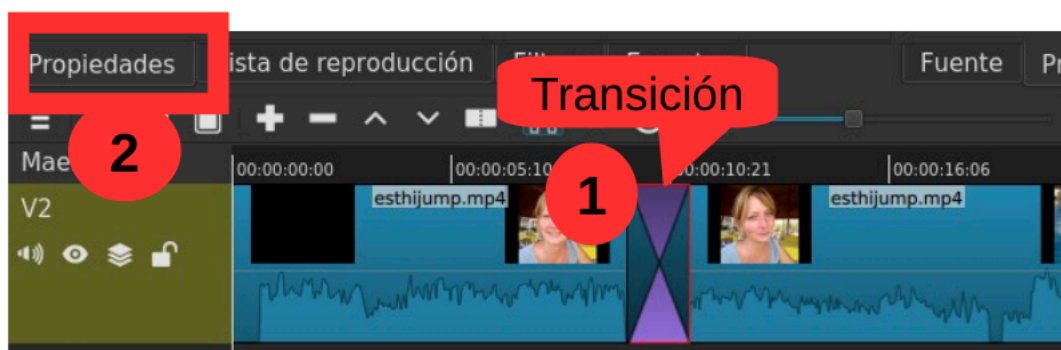 Propiedades
ista de reproducción
Fuente
Transición
2
Mae
00:00:00:00
00:00:05:10
00:00:10:21
00:00:16:06
1
V2
esthijump.mp4
esthijump.mp4